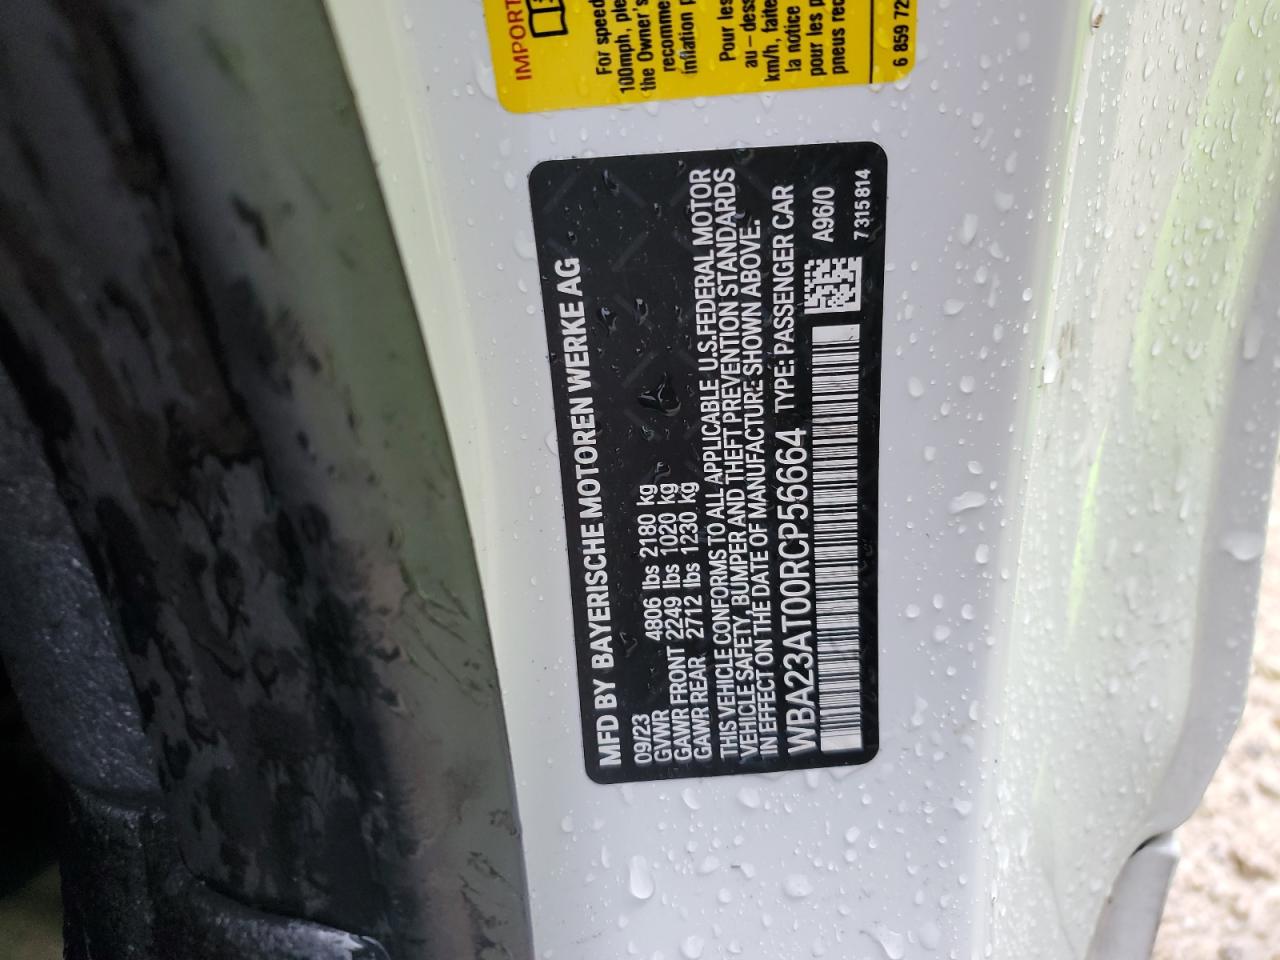 IMPORT
For speed
100mph, ple
the Owner's
recomme
inflation p
Pour les
au-dess
km/h, faite
la notice
pour les p
pneus rec
6 859 72
MFD BY BAYERISCHE MOTOREN WERKE AG
09/23
GVWR 4806 lbs 2180 kg
GAWR FRONT 2249 lbs 1020 kg
GAWR REAR 2712 lbs 1230 kg
THIS VEHICLE CONFORMS TO ALL APPLICABLE U.S.FEDERAL MOTOR
VEHICLE SAFETY, BUMPER AND THEFT PREVENTION STANDARDS
IN EFFECT ON THE DATE OF MANUFACTURE SHOWN ABOVE.
WBA23AT00RCP56664 TYPE: PASSENGER CAR
A96/0
7 315 814